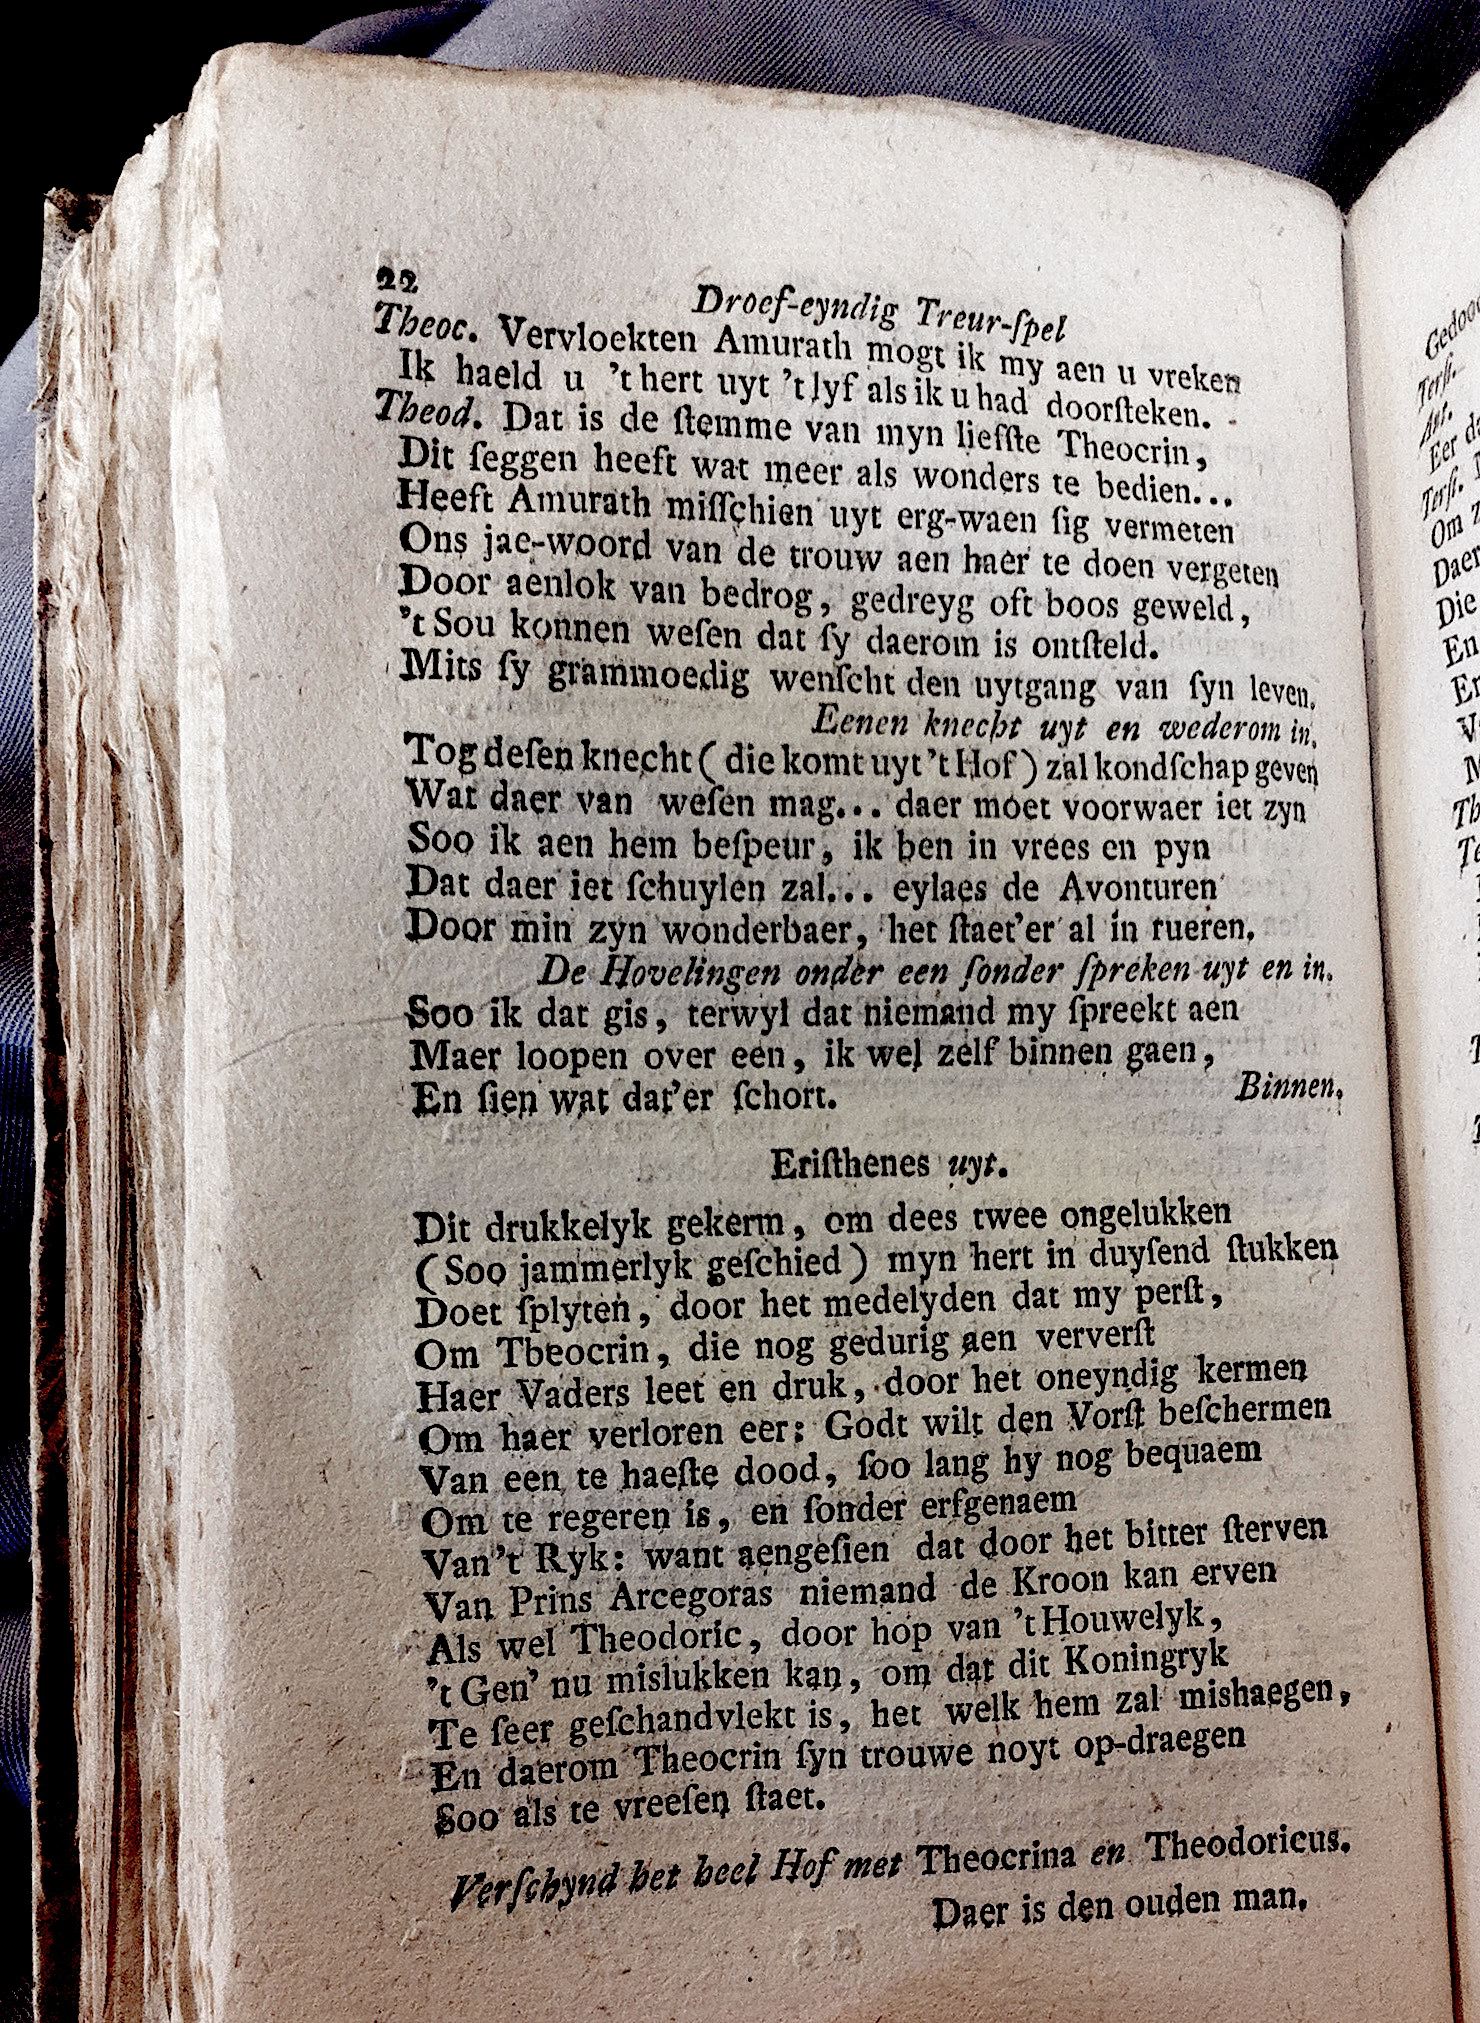 22
Droef-eyndig Treur-ſpel
Theoc. Vervloekten Amurath mogt ik my aen u vreken
Ik haeld u 't hert uyt 't lyf als ik u had doorſteken.
Theod. Dat is de ſtemme van myn liefſte Theocrin,
Dit ſeggen heeft wat meer als wonders te bedien...
Heeft Amurath miſſchien uyt erg-waen ſig vermeten
Ons jae-woord van de trouw aen haer te doen vergeten
Door aenlok van bedrog, gedreyg oft boos geweld,
't Sou konnen weſen dat ſy daerom is ontſteld.
Mits ſy grammoedig wenſcht den uytgang van ſyn leven.
Eenen knecht uyt en wederom in.
Tog deſen knecht ( die komt uyt 't Hof ) zal kondſchap geven
Wat daer van weſen mag... daer moet voorwaer iet zyn
Soo ik aen hem beſpeur, ik ben in vrees en pyn
Dat daer iet ſchuylen zal... eylaes de Avonturen
Door min zyn wonderbaer, het ſtaet'er al in rueren.
De Hovelingen onder een ſonder ſpreken uyt en in.
Soo ik dat gis, terwyl dat niemand my ſpreekt aen
Maer loopen over een, ik wel zelf binnen gaen,
En ſien wat dat'er ſchort. Binnen.
Eriſthenes uyt.
Dit drukkelyk gekerm, om dees twee ongelukken
( Soo jammerlyk geſchied ) myn hert in duyſend ſtukken
Doet ſplyten, door het medelyden dat my perſt,
Om Tbeocrin, die nog gedurig aen ververſt
Haer Vaders leet en druk, door het oneyndig kermen
Om haer verloren eer: Godt wilt den Vorſt beſchermen
Van een te haeſte dood, ſoo lang hy nog bequaem
Om te regeren is, en ſonder erfgenaem
Van't Ryk: want aengeſien dat door het bitter ſterven
Van Prins Arcegoras niemand de Kroon kan erven
Als wel Theodoric, door hop van 't Houwelyk,
't Gen' nu mislukken kan, om dat dit Koningryk
Te ſeer geſchandvlekt is, het welk hem zal mishaegen,
En daerom Theocrin ſyn trouwe noyt op-draegen
Soo als te vreeſen ſtaet.
Verſchynd het heel Hof met Theocrina en Theodoricus.
Daer is den ouden man.
Eer
Om
Daer
Die
En